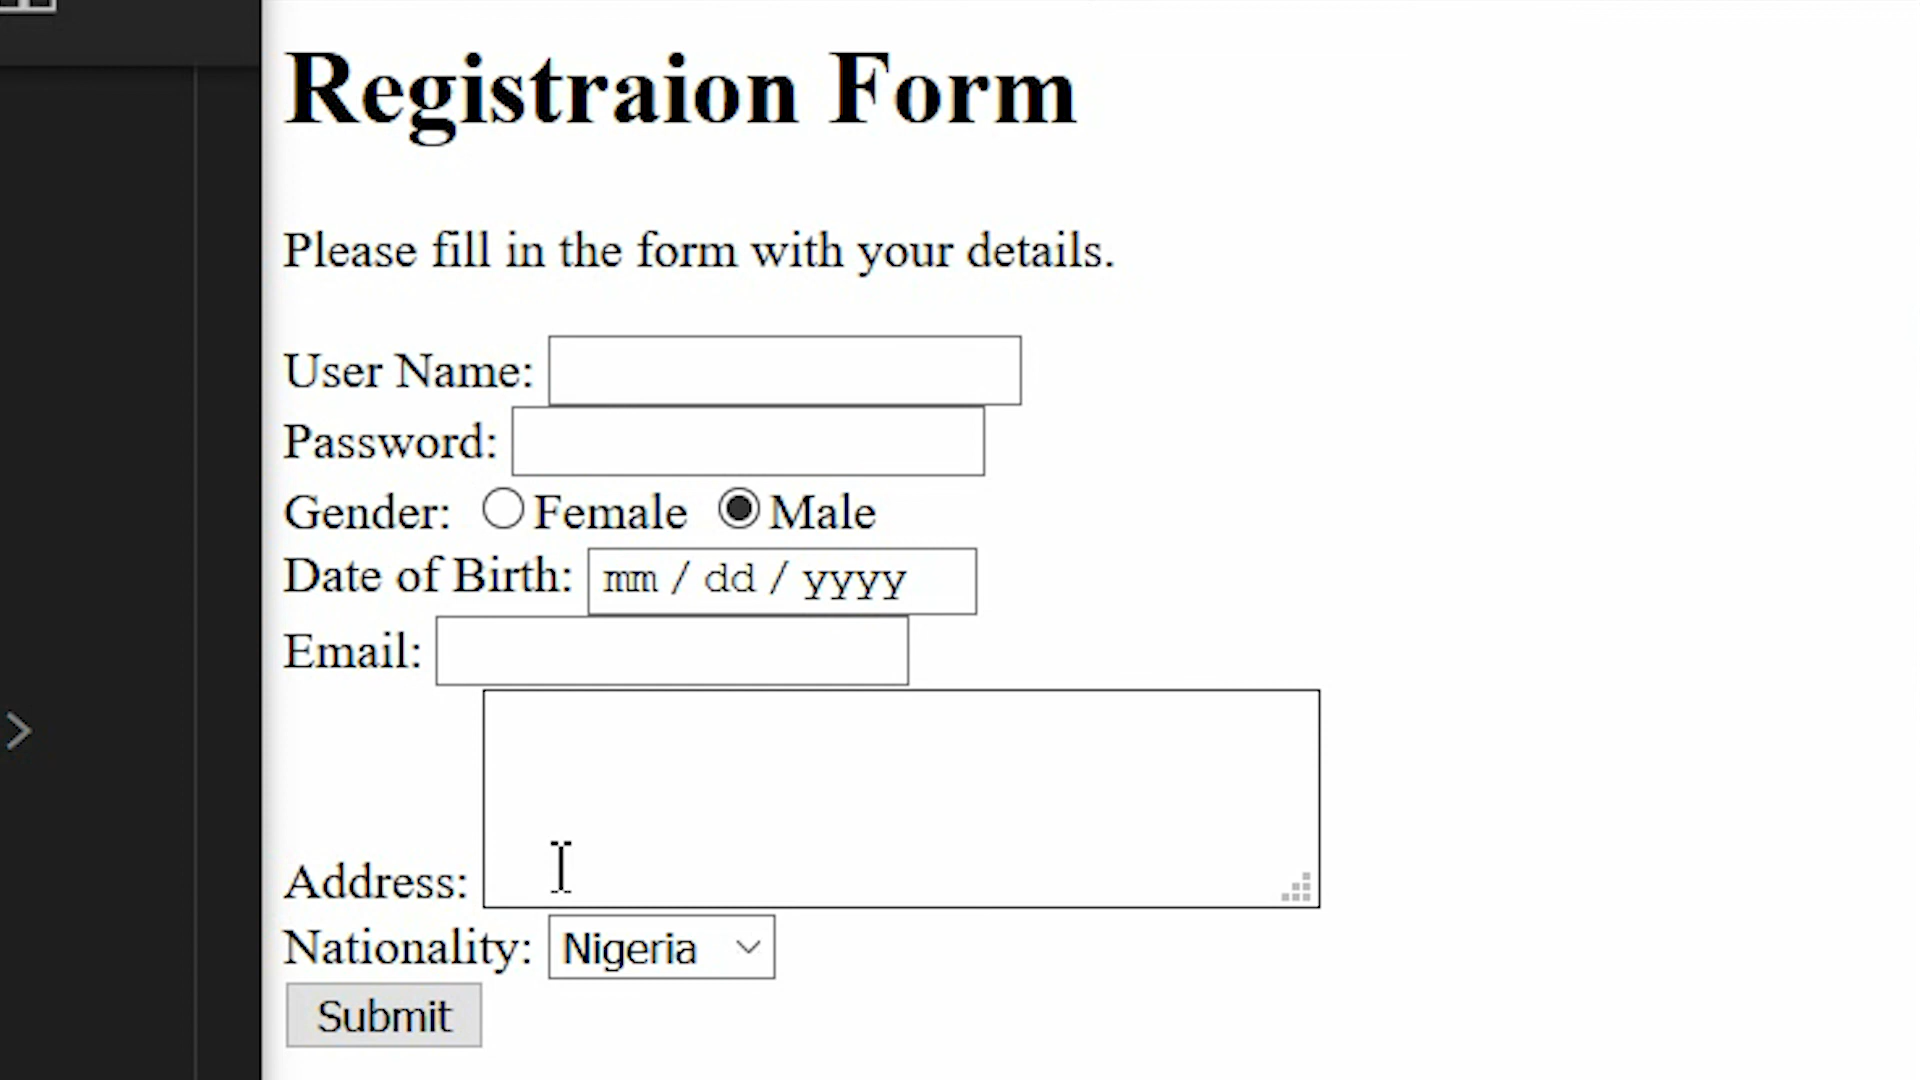 Registraion Form
Please fill in the form with your details.
User Name:
Password:
Gender: Female Male
Date of Birth: mm / dd / yyyy
Email:
Address:
Nationality: Nigeria
Submit